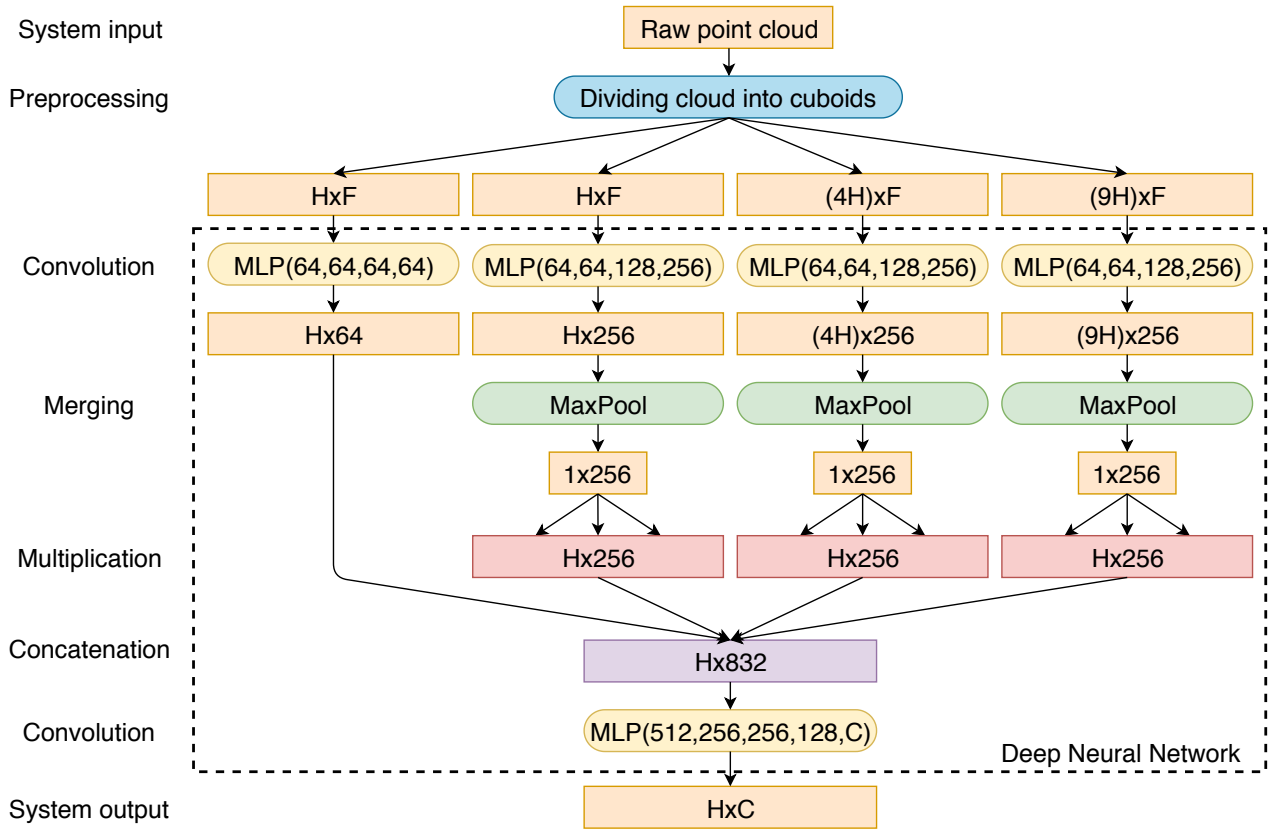 System input
Raw point cloud
Preprocessing
Dividing cloud into cuboids
HxF
HxF
(4H)xF
(9H)xF
Convolution
MLP(64,64,64,64)
MLP(64,64,128,256)
MLP(64,64,128,256)
MLP(64,64,128,256)
Hx64
Hx256
(4H)x256
(9H)x256
Merging
MaxPool
MaxPool
MaxPool
1x256
1x256
1x256
Multiplication
Hx256
Hx256
Hx256
Concatenation
Hx832
Convolution
MLP(512,256,256,128,C)
Deep Neural Network
System output
HxC